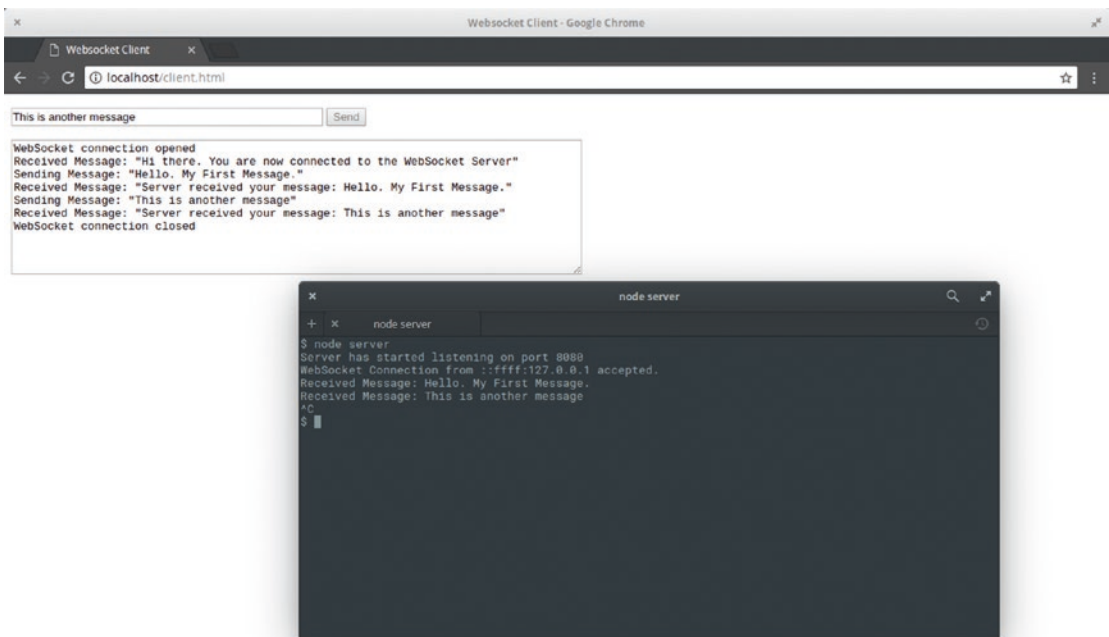 Websocket Client - Google Chrome
Websocket Client
localhost/client.html
This is another message Send
WebSocket connection opened
Received Message: "Hi there. You are now connected to the WebSocket Server"
Sending Message: "Hello. My First Message."
Received Message: "Server received your message: Hello. My First Message."
Sending Message: "This is another message"
Received Message: "Server received your message: This is another message"
WebSocket connection closed
node server
node server
$ node server
Server has started listening on port 8080
WebSocket Connection from ::ffff:127.0.0.1 accepted.
Received Message: Hello. My First Message.
Received Message: This is another message
^C
$